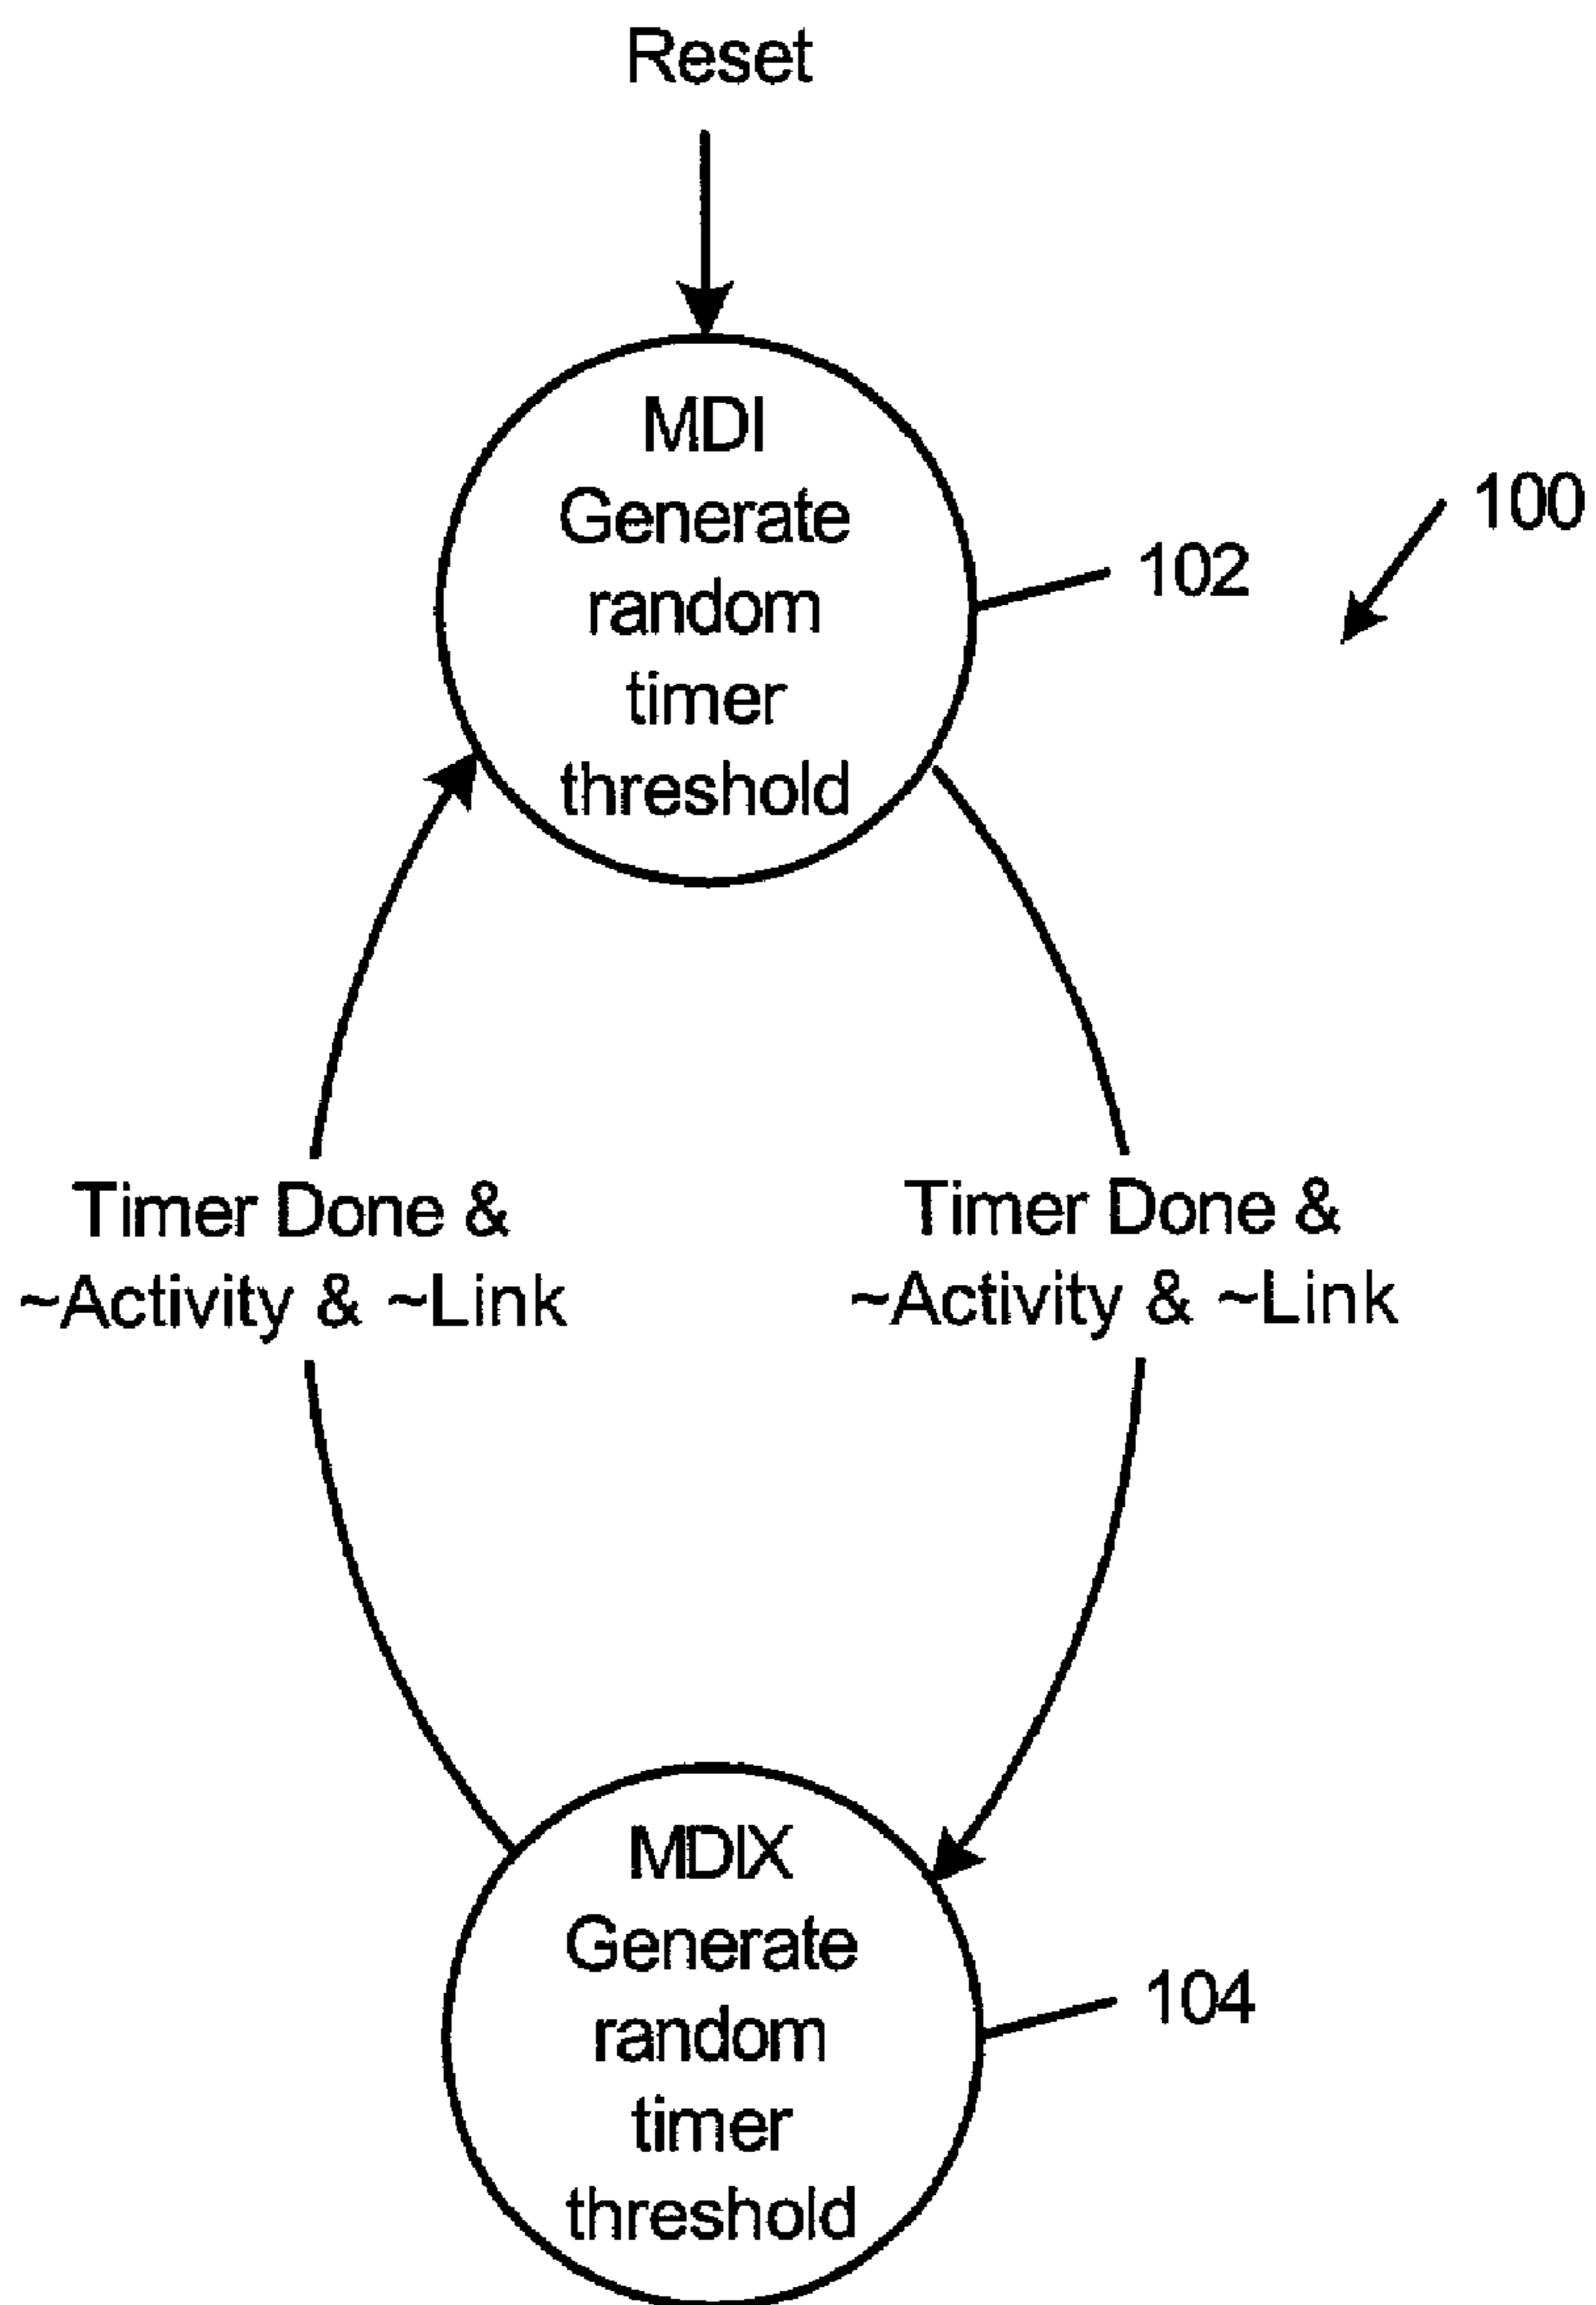 Reset
MDI
Generate
random
timer
threshold
100
102
Timer Done &
~Activity & ~Link
Timer Done &
~Activity & ~Link
MDIX
Generate
random
timer
threshold
104